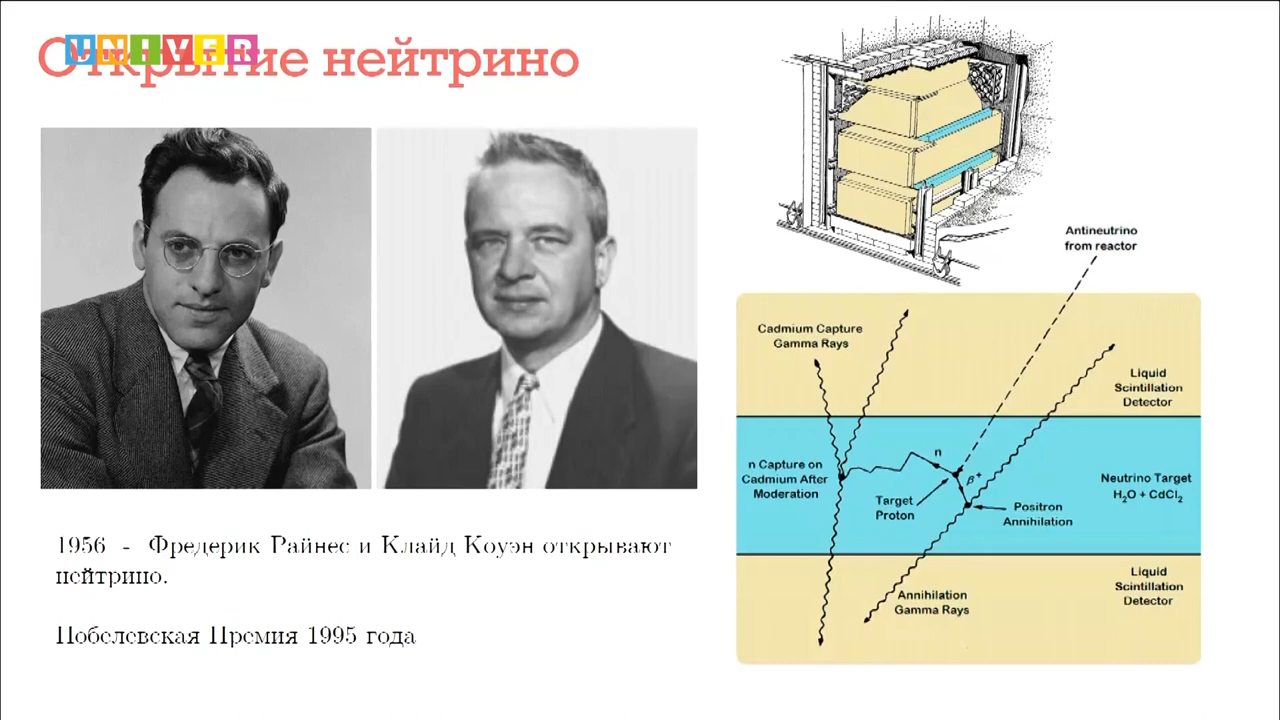 Открытие нейтрино
UNIVER
Antineutrino
from reactor
Cadmium Capture
Gamma Rays
Liquid
Scintillation
Detector
n Capture on
Cadmium After
Moderation
n
β⁺
Target
Proton
Positron
Annihilation
Neutrino Target
H₂O + CdCl₂
Annihilation
Gamma Rays
Liquid
Scintillation
Detector
1956 - Фредерик Райнес и Клайд Коуэн открывают
нейтрино.
Нобелевская Премия 1995 года